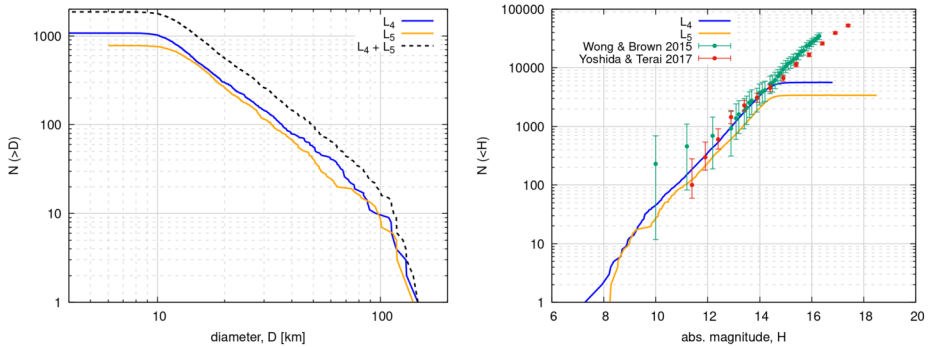 L4
L5
L4 + L5
1000
100
10
1
10
100
N (>D)
diameter, D [km]
L4
L5
Wong & Brown 2015
Yoshida & Terai 2017
100000
10000
1000
100
10
1
6
8
10
12
14
16
18
20
N (<H)
abs. magnitude, H